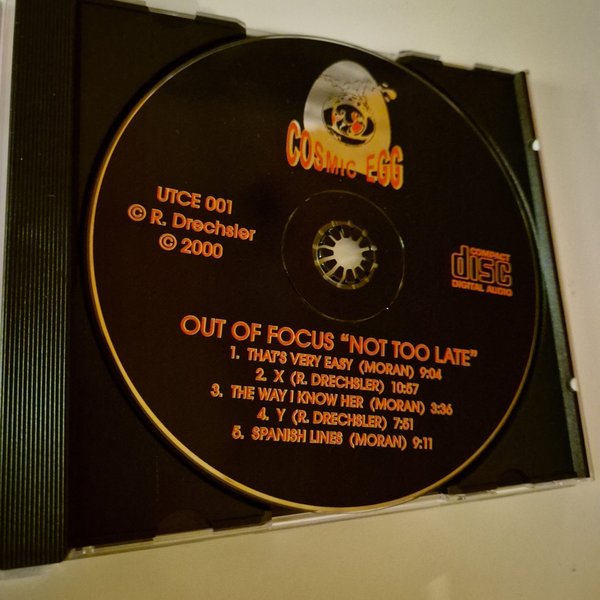 COSMIC EGG
UTCE 001
© R. Drechsler
© 2000
COMPACT
disc
DIGITAL AUDIO
OUT OF FOCUS "NOT TOO LATE"
1. THAT'S VERY EASY (MORAN) 9:04
2. X (R. DRECHSLER) 10:57
3. THE WAY I KNOW HER (MORAN) 3:36
4. Y (R. DRECHSLER) 7:51
5. SPANISH LINES (MORAN) 9:11